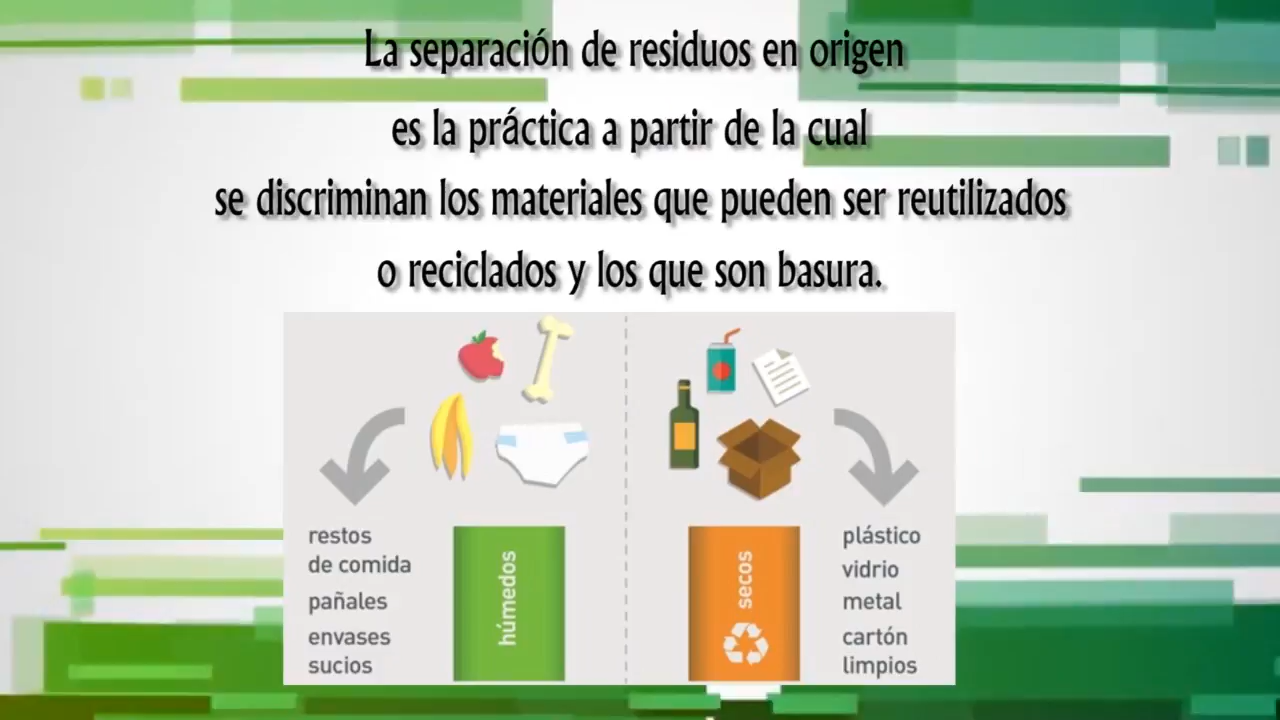 La separación de residuos en origen
es la práctica a partir de la cual
se discriminan los materiales que pueden ser reutilizados
o reciclados y los que son basura.
restos
de comida
pañales
envases
sucios
húmedos
secos
plástico
vidrio
metal
cartón
limpios